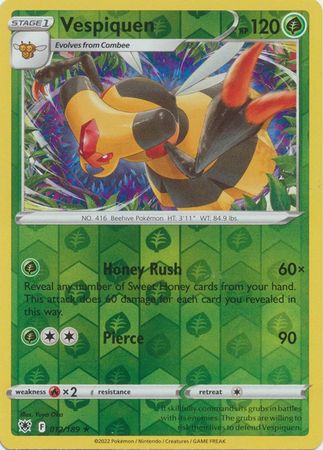 STAGE 1
Vespiquen
HP 120
Evolves from Combee
NO. 416 Beehive Pokémon HT: 3'11" WT: 84.9 lbs.
Honey Rush 60×
Reveal any number of Sweet Honey cards from your hand.
This attack does 60 damage for each card you revealed in
this way.
Pierce 90
weakness ×2 resistance retreat
Illus. Yuya Oka
F 012/189 ★
It skillfully commands its grubs in battles
with its enemies. The grubs are willing to
risk their lives to defend Vespiquen.
©2022 Pokémon / Nintendo / Creatures / GAME FREAK